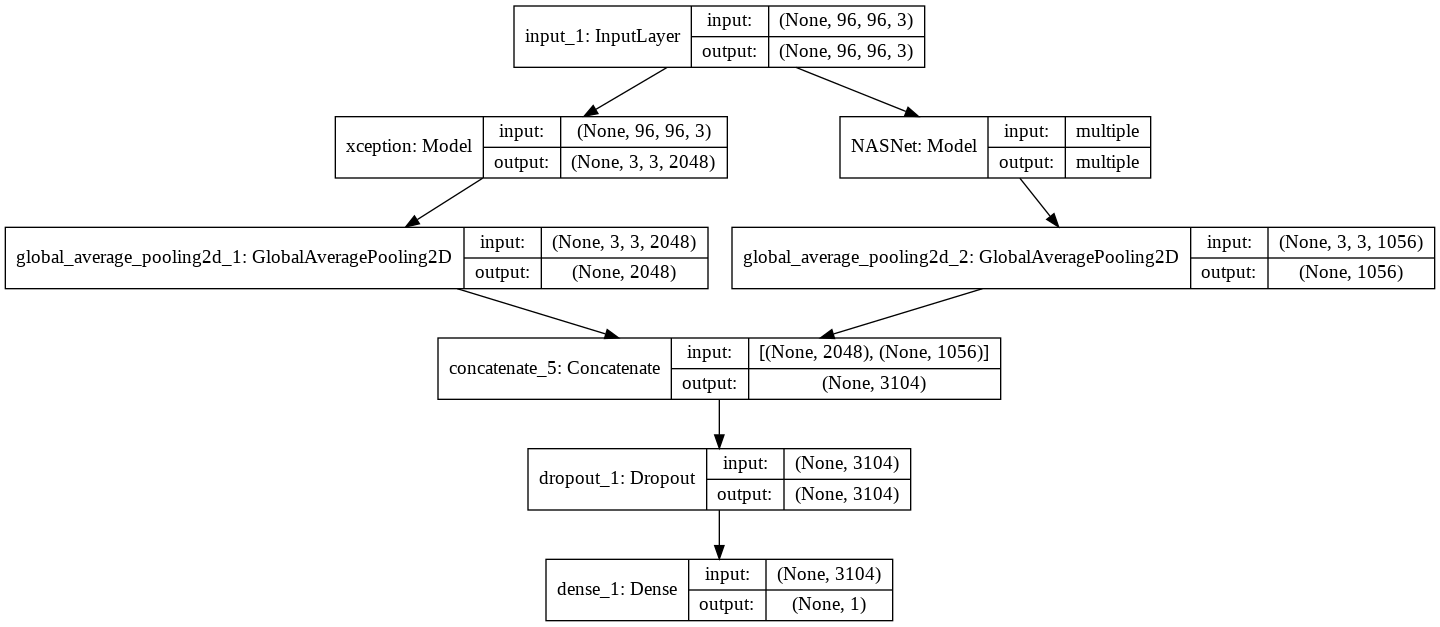 input_1: InputLayer
input:
(None, 96, 96, 3)
output:
(None, 96, 96, 3)
xception: Model
input:
(None, 96, 96, 3)
output:
(None, 3, 3, 2048)
NASNet: Model
input:
multiple
output:
multiple
global_average_pooling2d_1: GlobalAveragePooling2D
input:
(None, 3, 3, 2048)
output:
(None, 2048)
global_average_pooling2d_2: GlobalAveragePooling2D
input:
(None, 3, 3, 1056)
output:
(None, 1056)
concatenate_5: Concatenate
input:
[(None, 2048), (None, 1056)]
output:
(None, 3104)
dropout_1: Dropout
input:
(None, 3104)
output:
(None, 3104)
dense_1: Dense
input:
(None, 3104)
output:
(None, 1)